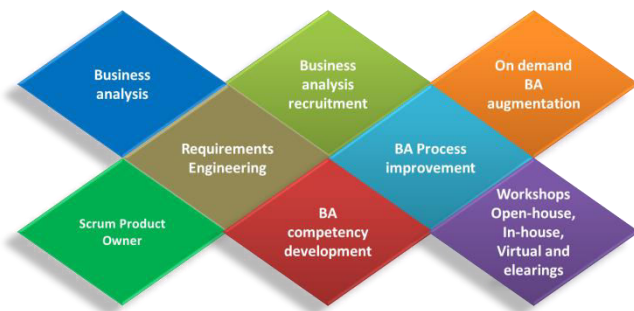 Business
analysis
Business
analysis
recruitment
On demand
BA
augmentation
Requirements
Engineering
BA Process
improvement
Scrum Product
Owner
BA
competency
development
Workshops
Open-house,
In-house,
Virtual and
elearings